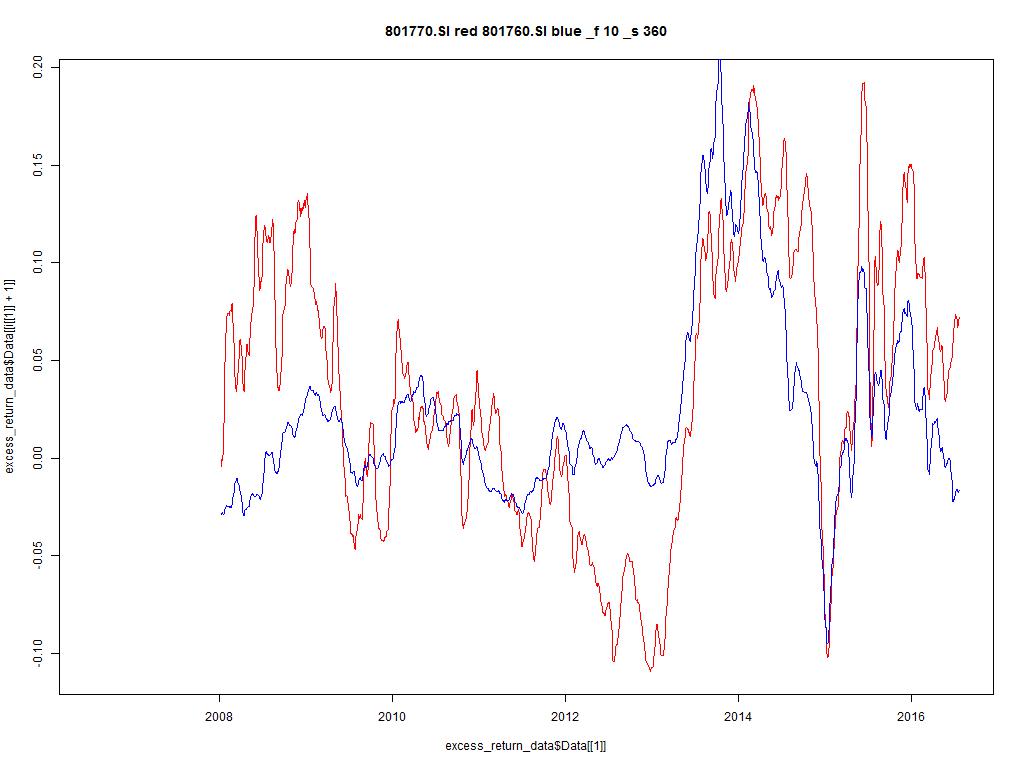 801770.SI red 801760.SI blue _f 10 _s 360
excess_return_data$Data[[i[[1]] + 1]]
0.20
0.15
0.10
0.05
0.00
-0.05
-0.10
2008 2010 2012 2014 2016
excess_return_data$Data[[1]]